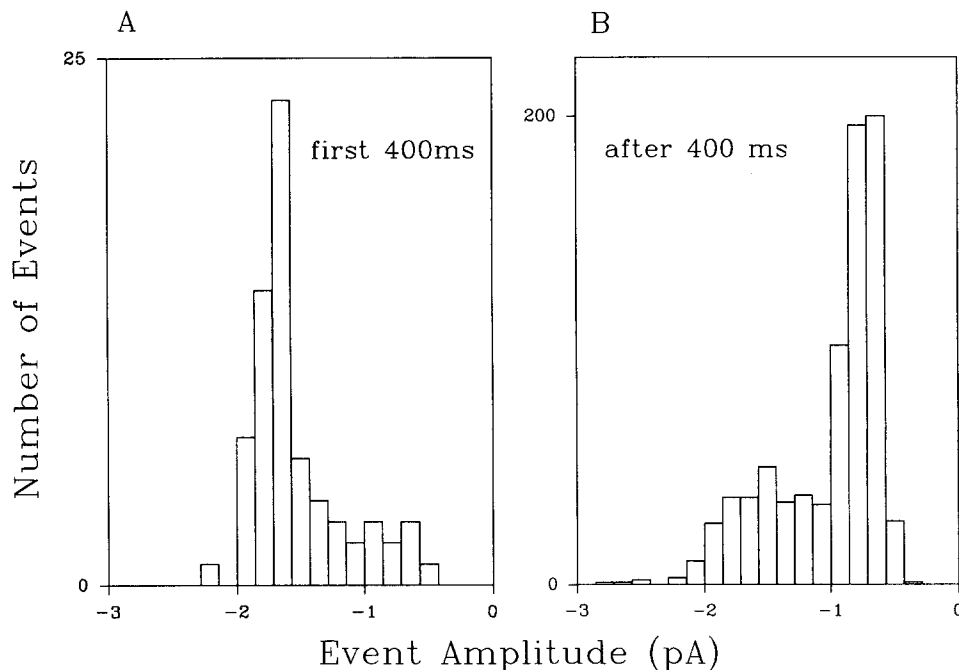 A
B
25
200
first 400ms
after 400 ms
Number of Events
0
0
-3
-2
-1
0
-3
-2
-1
0
Event Amplitude (pA)